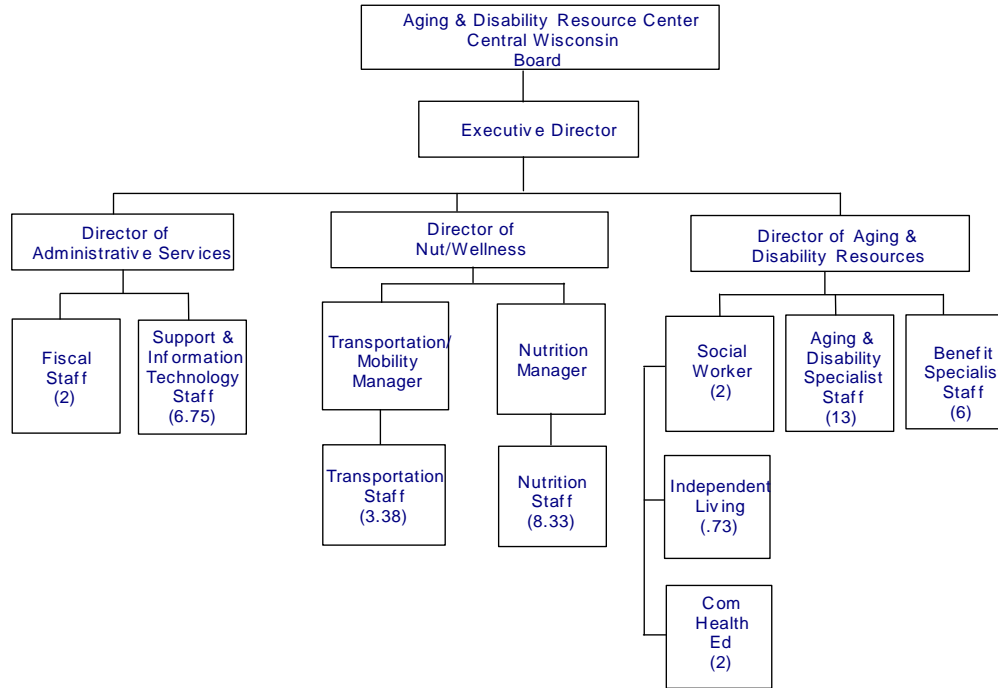 Aging & Disability Resource Center
Central Wisconsin
Board
Executive Director
Director of
Administrative Services
Director of
Nut/Wellness
Director of Aging &
Disability Resources
Fiscal
Staff
(2)
Support &
Information
Technology
Staff
(6.75)
Transportation/
Mobility
Manager
Nutrition
Manager
Social
Worker
(2)
Aging &
Disability
Specialist
Staff
(13)
Benefit
Specialis
Staff
(6)
Transportation
Staff
(3.38)
Nutrition
Staff
(8.33)
Independent
Living
(.73)
Com
Health
Ed
(2)